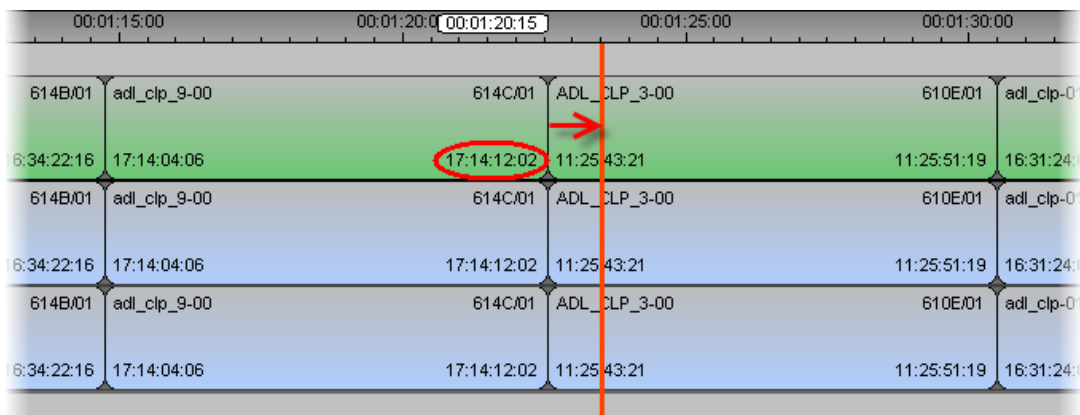 00:01:15:00 00:01:20:0 00:01:20:15 00:01:25:00 00:01:30:00
614B/01 adl_clp_9-00 614C/01 ADL_CLP_3-00 610E/01 adl_clp-01
6:34:22:16 17:14:04:06 17:14:12:02 11:25:43:21 11:25:51:19 16:31:24:
614B/01 adl_clp_9-00 614C/01 ADL_CLP_3-00 610E/01 adl_clp-01
16:34:22:16 17:14:04:06 17:14:12:02 11:25:43:21 11:25:51:19 16:31:24:
614B/01 adl_clp_9-00 614C/01 ADL_CLP_3-00 610E/01 adl_clp-01
6:34:22:16 17:14:04:06 17:14:12:02 11:25:43:21 11:25:51:19 16:31:24: